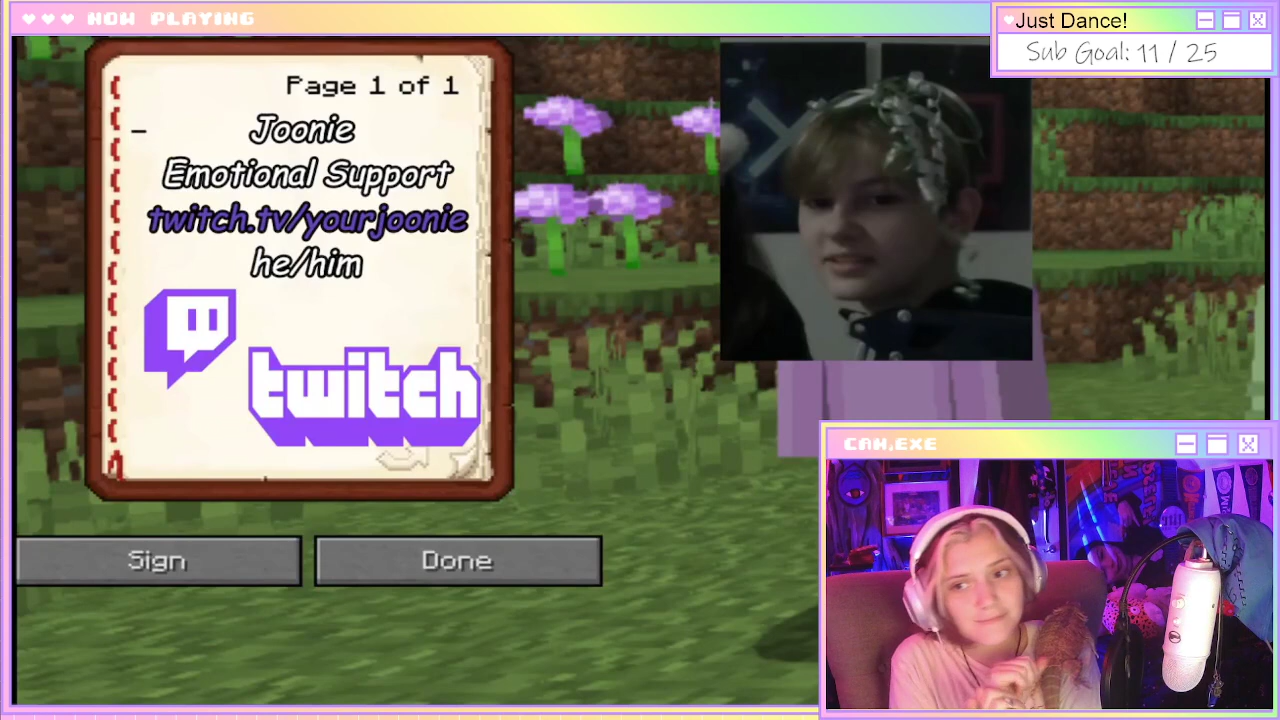 NOW PLAYING
Just Dance!
Sub Goal: 11 / 25
Page 1 of 1
Joonie
Emotional Support
twitch.tv/yourjoonie
he/him
twitch
Sign
Done
CAM.EXE